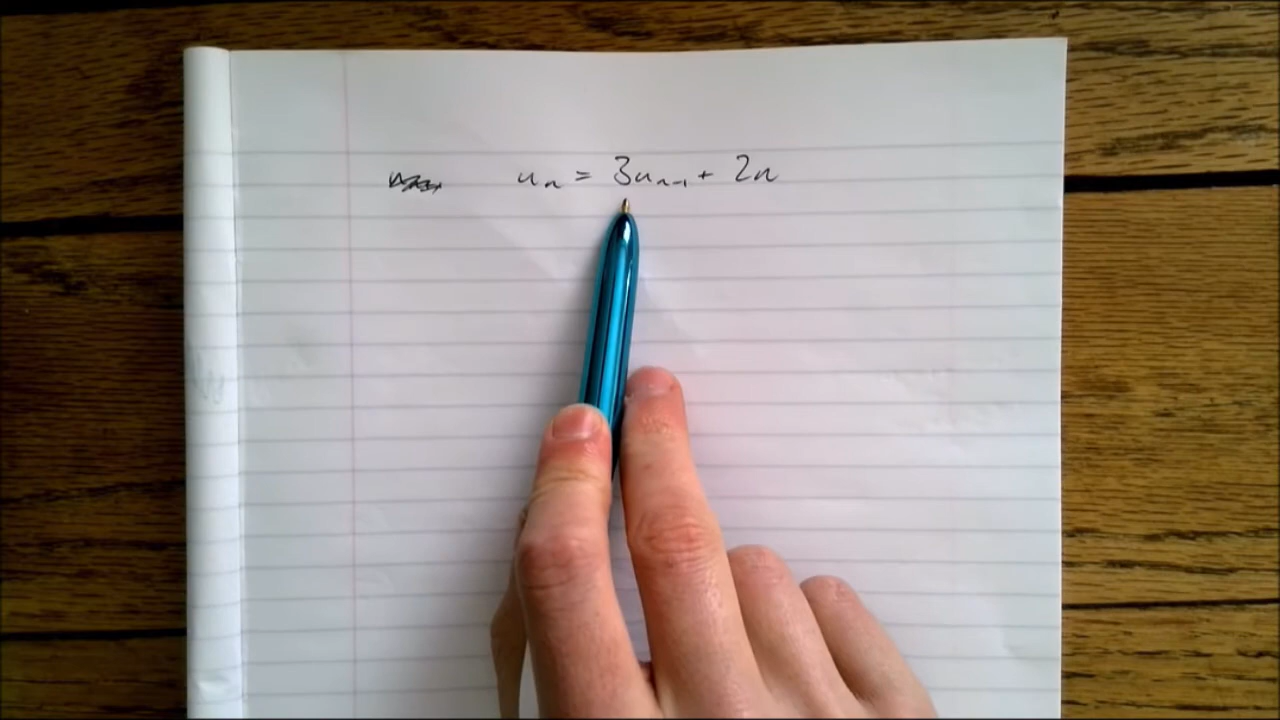 uₙ = 3uₙ₋₁ + 2n